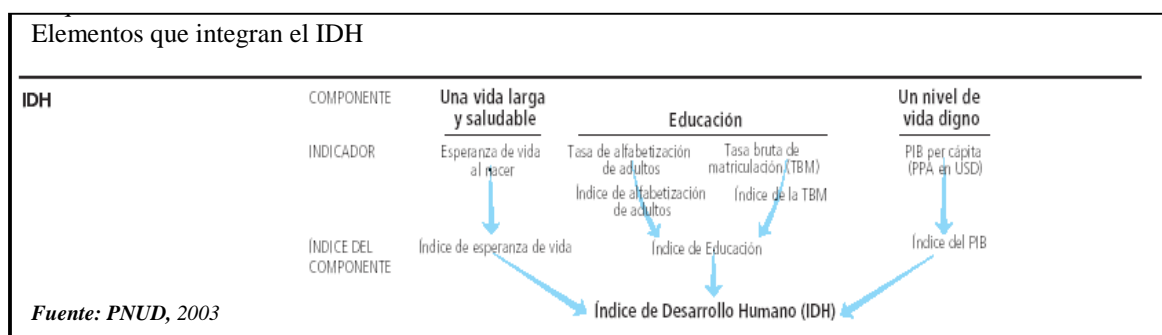 Elementos que integran el IDH
IDH
COMPONENTE
Una vida larga
y saludable
Educación
Un nivel de
vida digno
INDICADOR
Esperanza de vida
al nacer
Tasa de alfabetización
de adultos
Tasa bruta de
matriculación (TBM)
PIB per cápita
(PPA en USD)
Índice de alfabetización
de adultos
Índice de la TBM
ÍNDICE DEL
COMPONENTE
Índice de esperanza de vida
Índice de Educación
Índice del PIB
Índice de Desarrollo Humano (IDH)
Fuente: PNUD, 2003